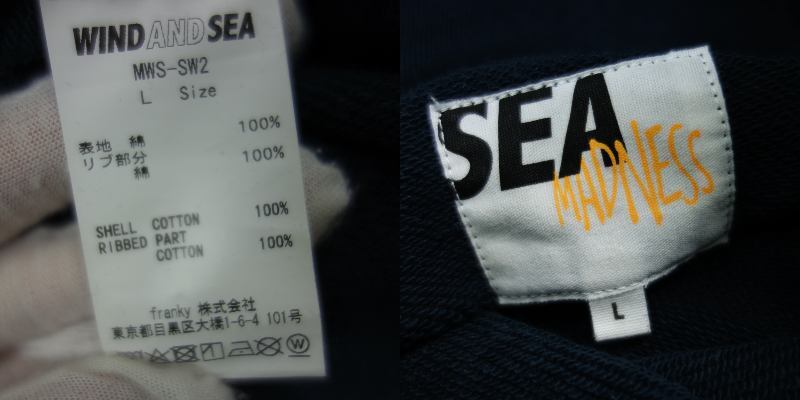 WIND AND SEA
MWS-SW2
L Size
表地 綿 100%
リブ部分 100%
綿
SHELL COTTON 100%
RIBBED PART 100%
COTTON
franky 株式会社
東京都目黒区大橋1-6-4 101号
W
SEA
MADNESS
L